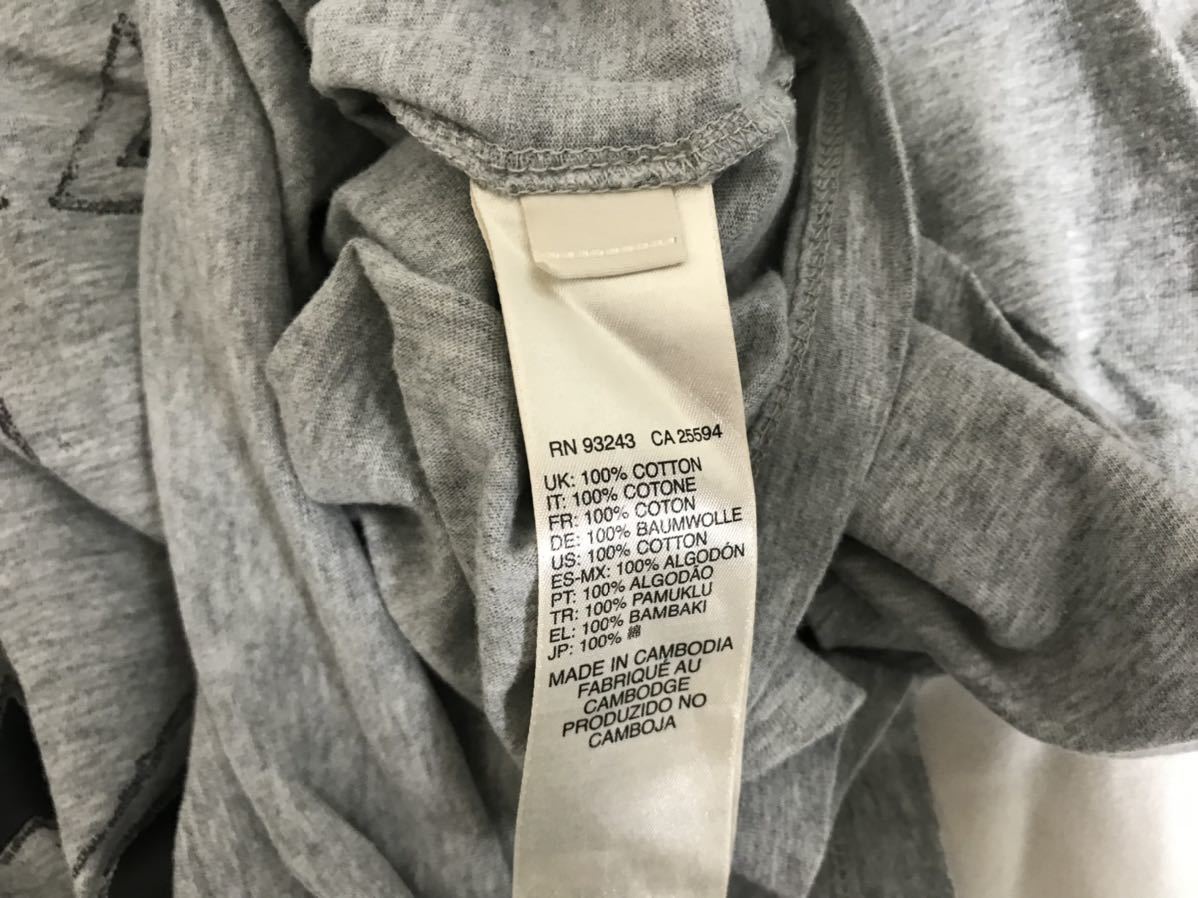 RN 93243 CA 25594
UK: 100% COTTON
IT: 100% COTONE
FR: 100% COTON
DE: 100% BAUMWOLLE
US: 100% COTTON
ES-MX: 100% ALGODÓN
PT: 100% ALGODÃO
TR: 100% PAMUKLU
EL: 100% BAMBAKI
JP: 100% 綿
MADE IN CAMBODIA
FABRIQUÉ AU
CAMBODGE
PRODUZIDO NO
CAMBOJA